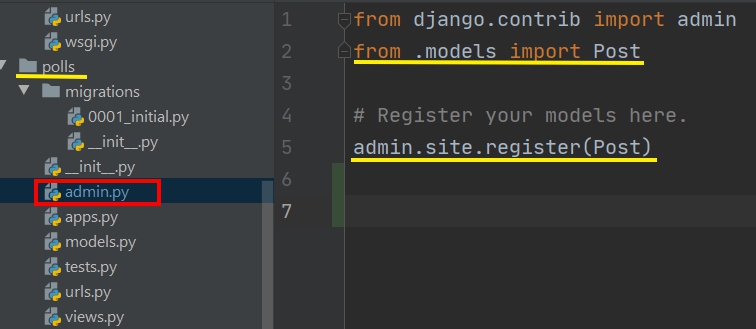 urls.py
wsgi.py
polls
migrations
0001_initial.py
__init__.py
__init__.py
admin.py
apps.py
models.py
tests.py
urls.py
views.py
1 from django.contrib import admin
2 from .models import Post
3
4 # Register your models here.
5 admin.site.register(Post)
6
7